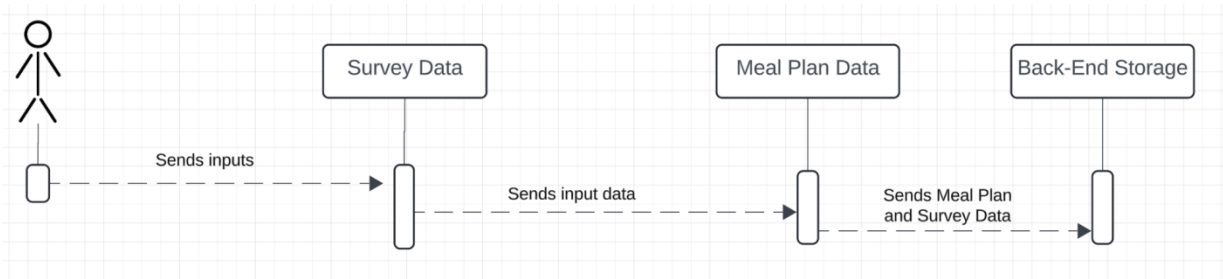 Survey Data
Meal Plan Data
Back-End Storage
Sends inputs
Sends input data
Sends Meal Plan
and Survey Data